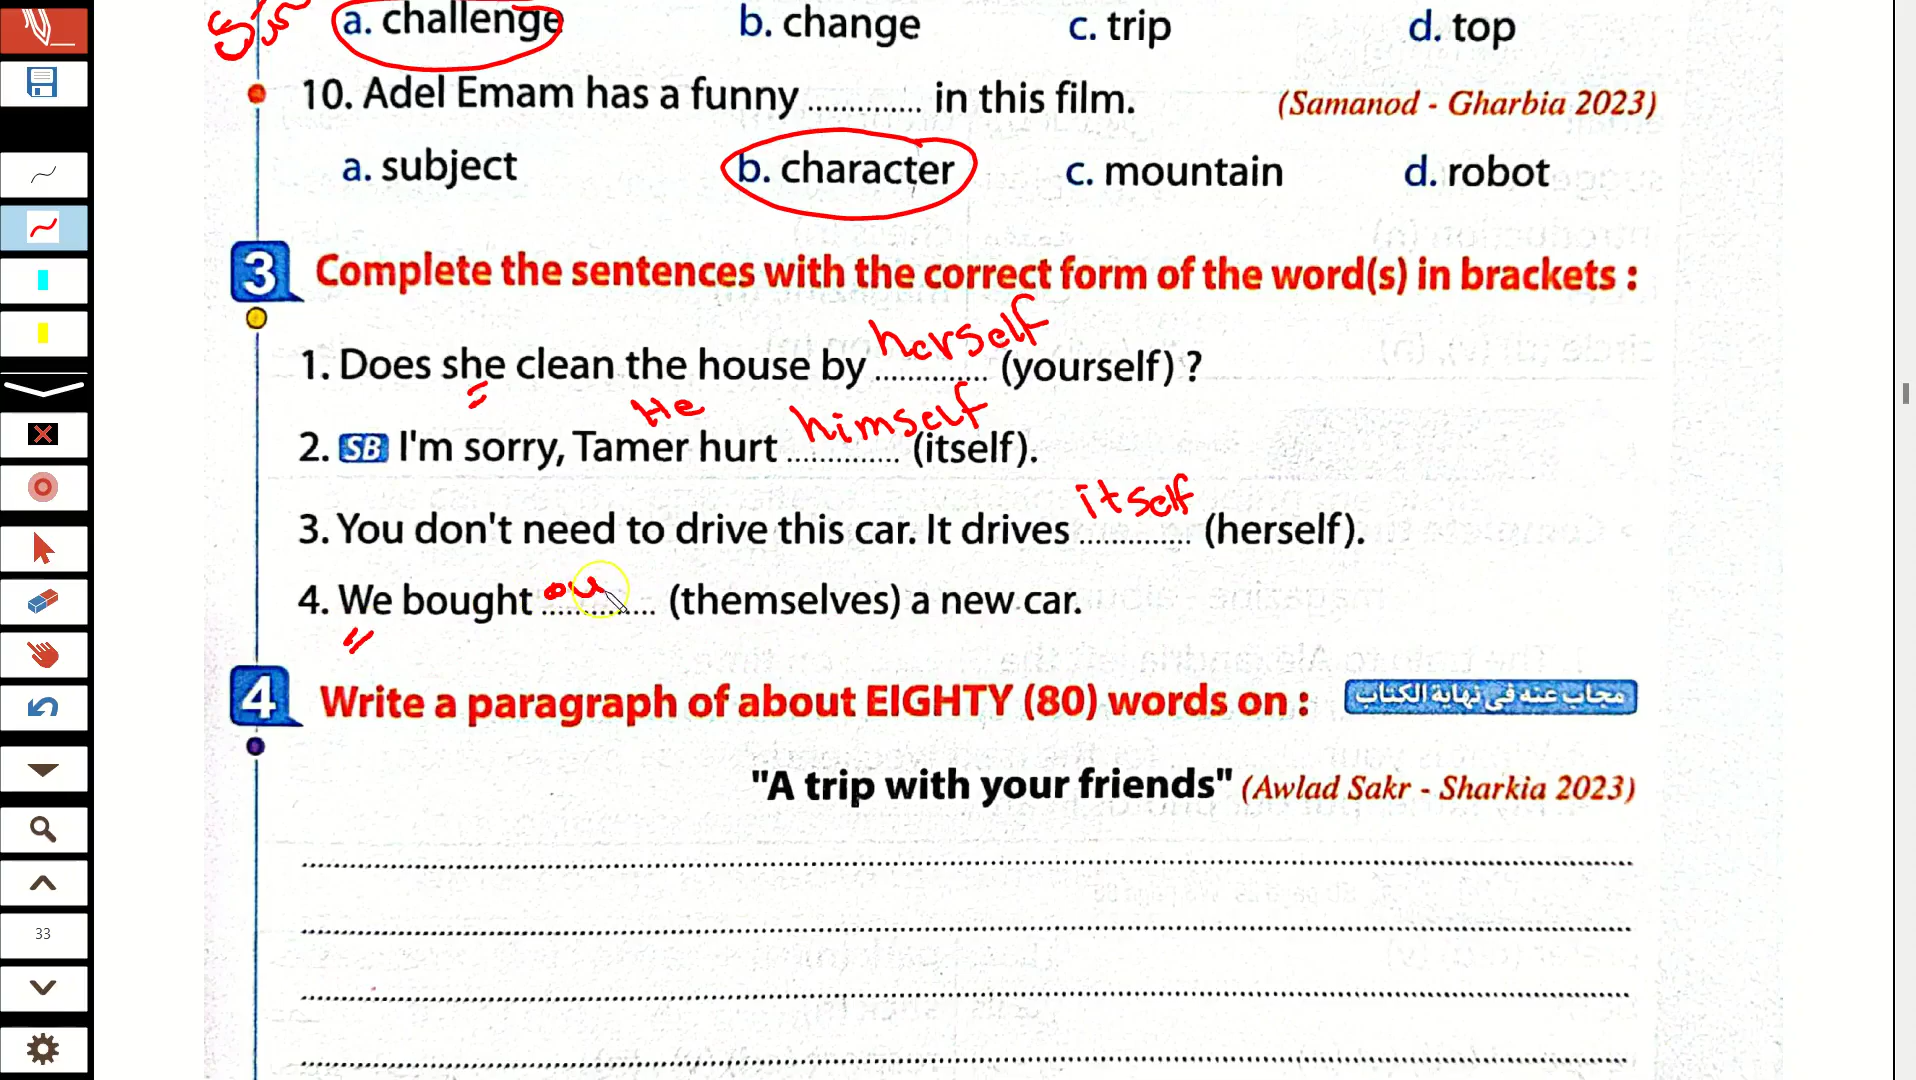 a. challenge b. change c. trip d. top
10. Adel Emam has a funny .............. in this film. (Samanod - Gharbia 2023)
a. subject b. character c. mountain d. robot
3 Complete the sentences with the correct form of the word(s) in brackets :
herself
1. Does she clean the house by .............. (yourself) ?
He himself
2. SB I'm sorry, Tamer hurt .............. (itself).
itself
3. You don't need to drive this car. It drives .............. (herself).
4. We bought ou .............. (themselves) a new car.
4 Write a paragraph of about EIGHTY (80) words on : مجاب عنه في نهاية الكتاب
"A trip with your friends" (Awlad Sakr - Sharkia 2023)
33